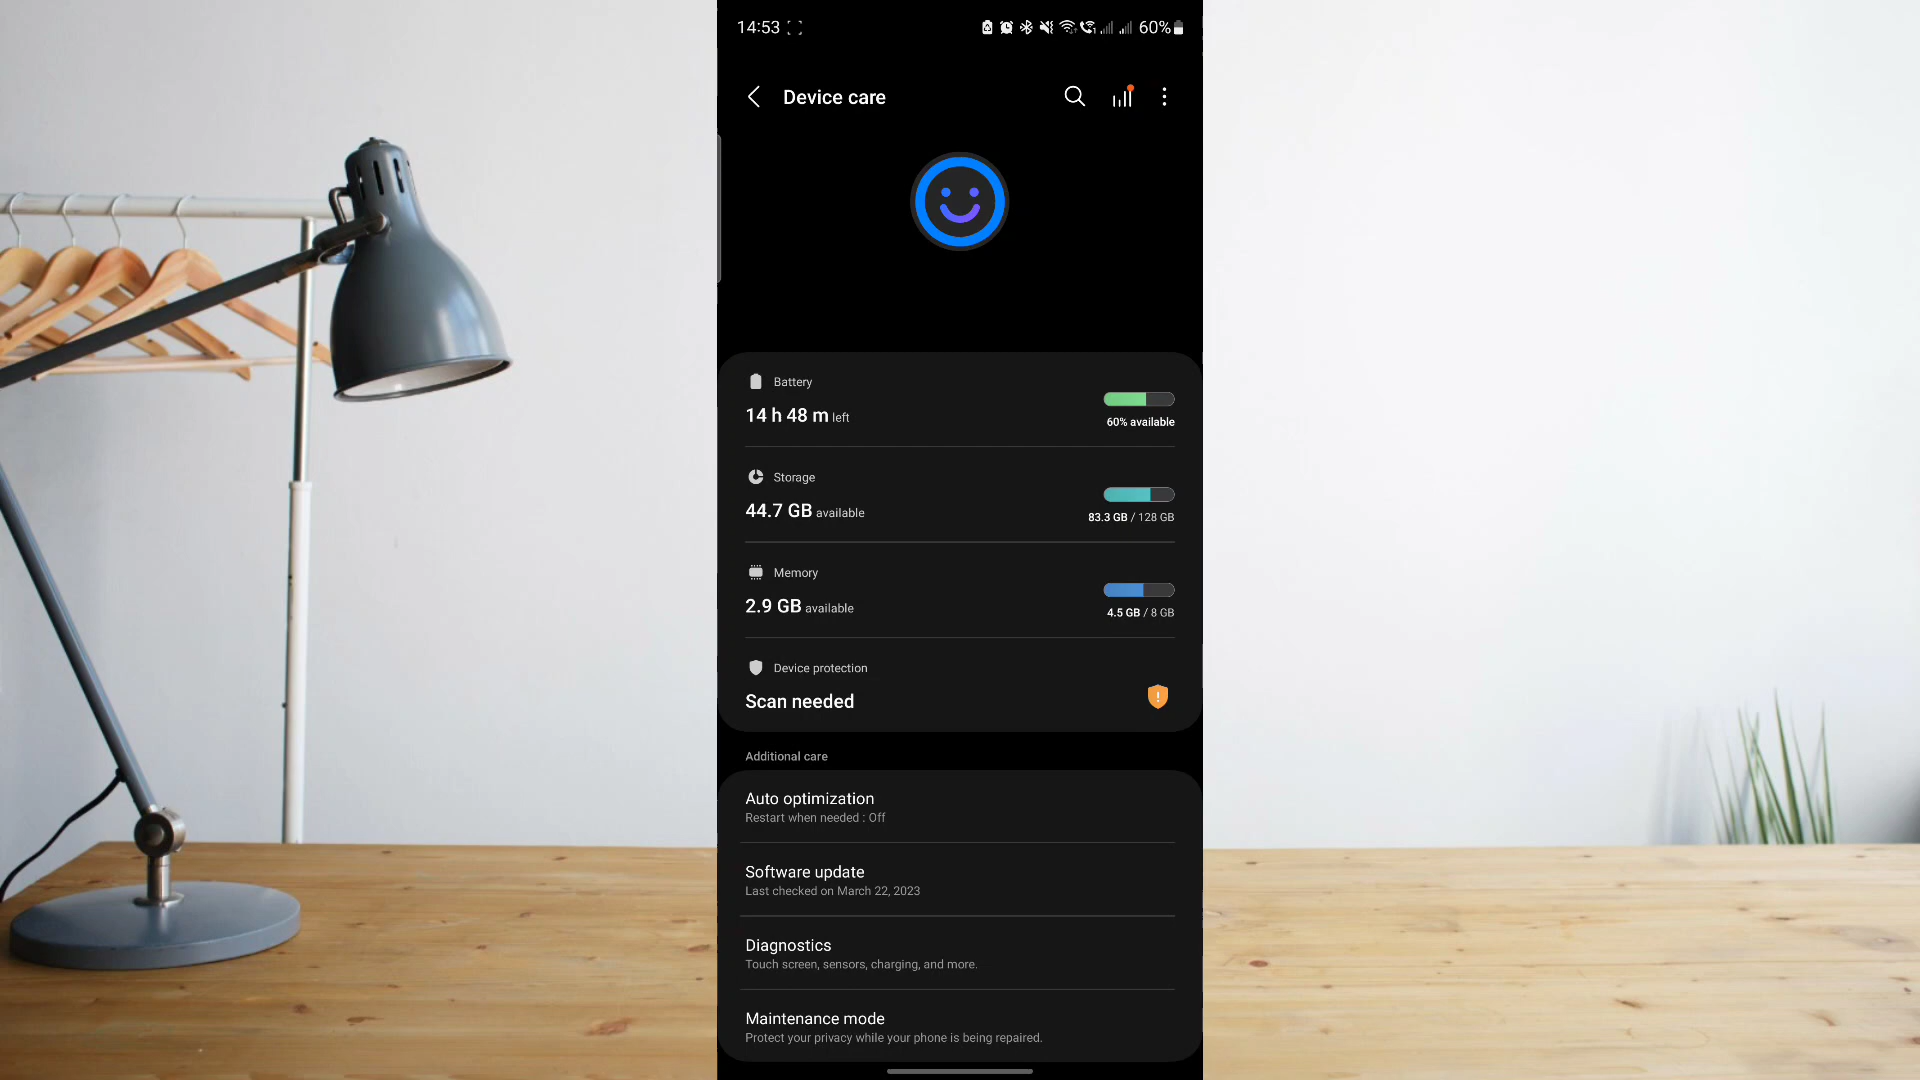 14:53 60%
Device care
Battery
14 h 48 m left
60% available
Storage
44.7 GB available
83.3 GB / 128 GB
Memory
2.9 GB available
4.5 GB / 8 GB
Device protection
Scan needed
Additional care
Auto optimization
Restart when needed : Off
Software update
Last checked on March 22, 2023
Diagnostics
Touch screen, sensors, charging, and more.
Maintenance mode
Protect your privacy while your phone is being repaired.